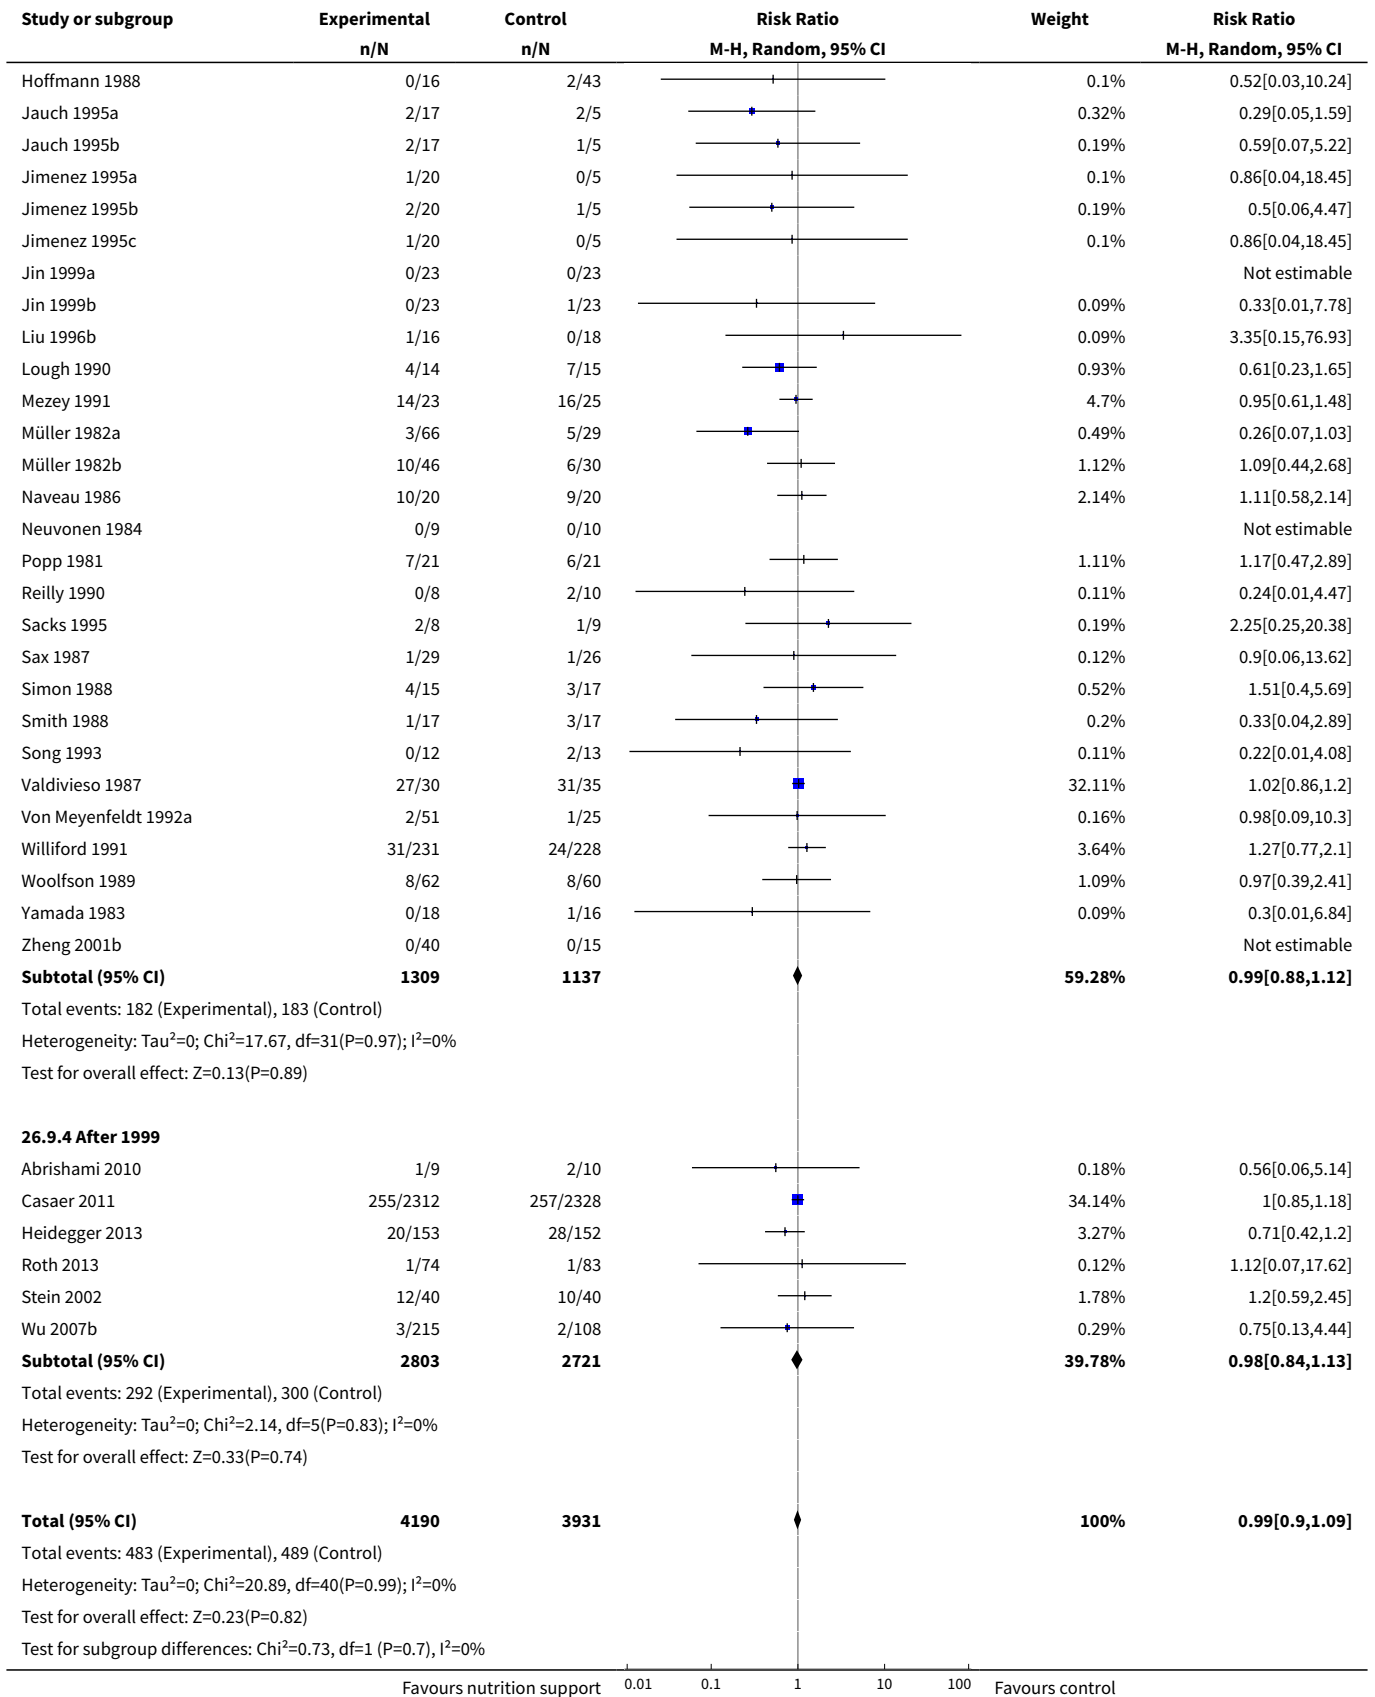 Study or subgroup Experimental Control Risk Ratio Weight Risk Ratio
n/N n/N M-H, Random, 95% CI M-H, Random, 95% CI
Hoffmann 1988 0/16 2/43 0.1% 0.52[0.03,10.24]
Jauch 1995a 2/17 2/5 0.32% 0.29[0.05,1.59]
Jauch 1995b 2/17 1/5 0.19% 0.59[0.07,5.22]
Jimenez 1995a 1/20 0/5 0.1% 0.86[0.04,18.45]
Jimenez 1995b 2/20 1/5 0.19% 0.5[0.06,4.47]
Jimenez 1995c 1/20 0/5 0.1% 0.86[0.04,18.45]
Jin 1999a 0/23 0/23 Not estimable
Jin 1999b 0/23 1/23 0.09% 0.33[0.01,7.78]
Liu 1996b 1/16 0/18 0.09% 3.35[0.15,76.93]
Lough 1990 4/14 7/15 0.93% 0.61[0.23,1.65]
Mezey 1991 14/23 16/25 4.7% 0.95[0.61,1.48]
Müller 1982a 3/66 5/29 0.49% 0.26[0.07,1.03]
Müller 1982b 10/46 6/30 1.12% 1.09[0.44,2.68]
Naveau 1986 10/20 9/20 2.14% 1.11[0.58,2.14]
Neuvonen 1984 0/9 0/10 Not estimable
Popp 1981 7/21 6/21 1.11% 1.17[0.47,2.89]
Reilly 1990 0/8 2/10 0.11% 0.24[0.01,4.47]
Sacks 1995 2/8 1/9 0.19% 2.25[0.25,20.38]
Sax 1987 1/29 1/26 0.12% 0.9[0.06,13.62]
Simon 1988 4/15 3/17 0.52% 1.51[0.4,5.69]
Smith 1988 1/17 3/17 0.2% 0.33[0.04,2.89]
Song 1993 0/12 2/13 0.11% 0.22[0.01,4.08]
Valdivieso 1987 27/30 31/35 32.11% 1.02[0.86,1.2]
Von Meyenfeldt 1992a 2/51 1/25 0.16% 0.98[0.09,10.3]
Williford 1991 31/231 24/228 3.64% 1.27[0.77,2.1]
Woolfson 1989 8/62 8/60 1.09% 0.97[0.39,2.41]
Yamada 1983 0/18 1/16 0.09% 0.3[0.01,6.84]
Zheng 2001b 0/40 0/15 Not estimable
Subtotal (95% CI) 1309 1137 59.28% 0.99[0.88,1.12]
Total events: 182 (Experimental), 183 (Control)
Heterogeneity: Tau²=0; Chi²=17.67, df=31(P=0.97); I²=0%
Test for overall effect: Z=0.13(P=0.89)
26.9.4 After 1999
Abrishami 2010 1/9 2/10 0.18% 0.56[0.06,5.14]
Casaer 2011 255/2312 257/2328 34.14% 1[0.85,1.18]
Heidegger 2013 20/153 28/152 3.27% 0.71[0.42,1.2]
Roth 2013 1/74 1/83 0.12% 1.12[0.07,17.62]
Stein 2002 12/40 10/40 1.78% 1.2[0.59,2.45]
Wu 2007b 3/215 2/108 0.29% 0.75[0.13,4.44]
Subtotal (95% CI) 2803 2721 39.78% 0.98[0.84,1.13]
Total events: 292 (Experimental), 300 (Control)
Heterogeneity: Tau²=0; Chi²=2.14, df=5(P=0.83); I²=0%
Test for overall effect: Z=0.33(P=0.74)
Total (95% CI) 4190 3931 100% 0.99[0.9,1.09]
Total events: 483 (Experimental), 489 (Control)
Heterogeneity: Tau²=0; Chi²=20.89, df=40(P=0.99); I²=0%
Test for overall effect: Z=0.23(P=0.82)
Test for subgroup differences: Chi²=0.73, df=1 (P=0.7), I²=0%
Favours nutrition support 0.01 0.1 1 10 100 Favours control